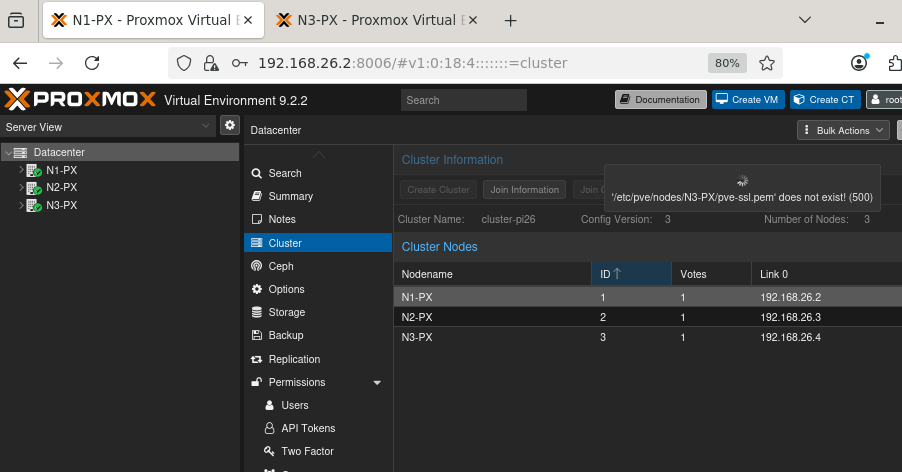 N1-PX - Proxmox Virtual E
N3-PX - Proxmox Virtual E
192.168.26.2:8006/#v1:0:18:4:::::::=cluster
80%
PROXMOX
Virtual Environment 9.2.2
Search
Documentation
Create VM
Create CT
root
Server View
Datacenter
Bulk Actions
Datacenter
N1-PX
N2-PX
N3-PX
Search
Summary
Notes
Cluster
Ceph
Options
Storage
Backup
Replication
Permissions
Users
API Tokens
Two Factor
Cluster Information
Create Cluster
Join Information
Join C
'/etc/pve/nodes/N3-PX/pve-ssl.pem' does not exist! (500)
Cluster Name: cluster-pi26 Config Version: 3 Number of Nodes: 3
Cluster Nodes
Nodename ID Votes Link 0
N1-PX 1 1 192.168.26.2
N2-PX 2 1 192.168.26.3
N3-PX 3 1 192.168.26.4